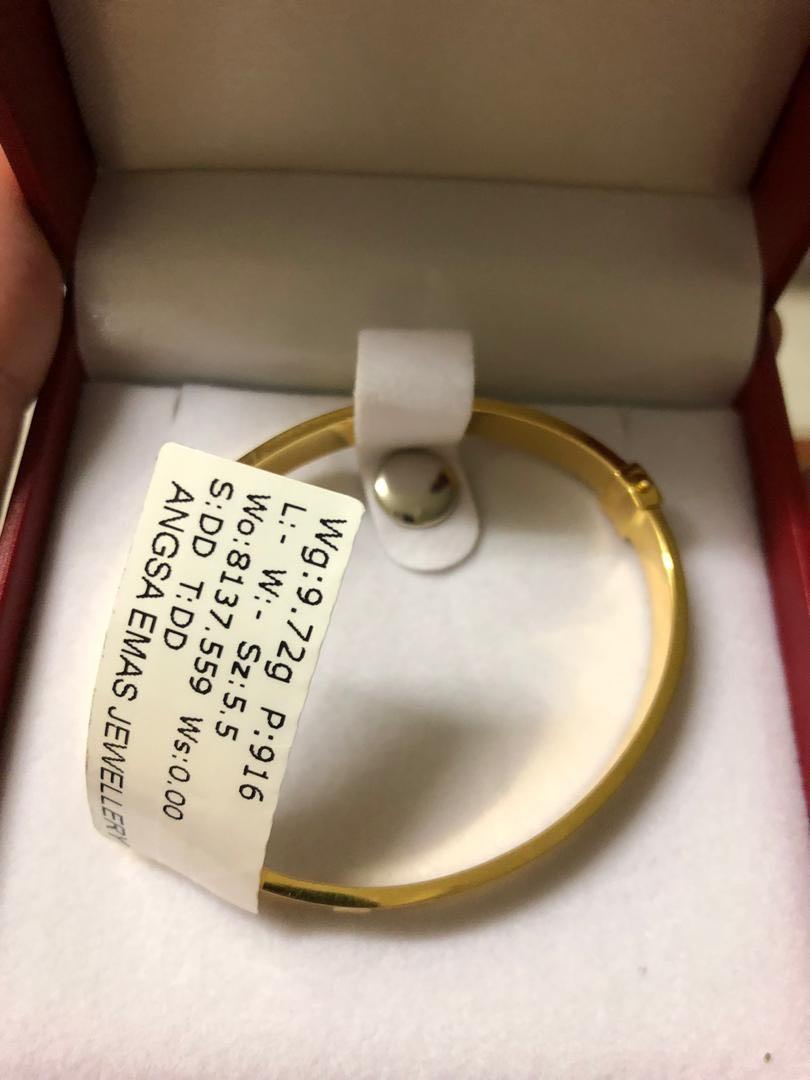 Wg:9.72g P:916
L:- W:- Sz:5.5
Wo:8137.559 Ws:0.00
S:DD T:DD
ANGSA EMAS JEWELLERY